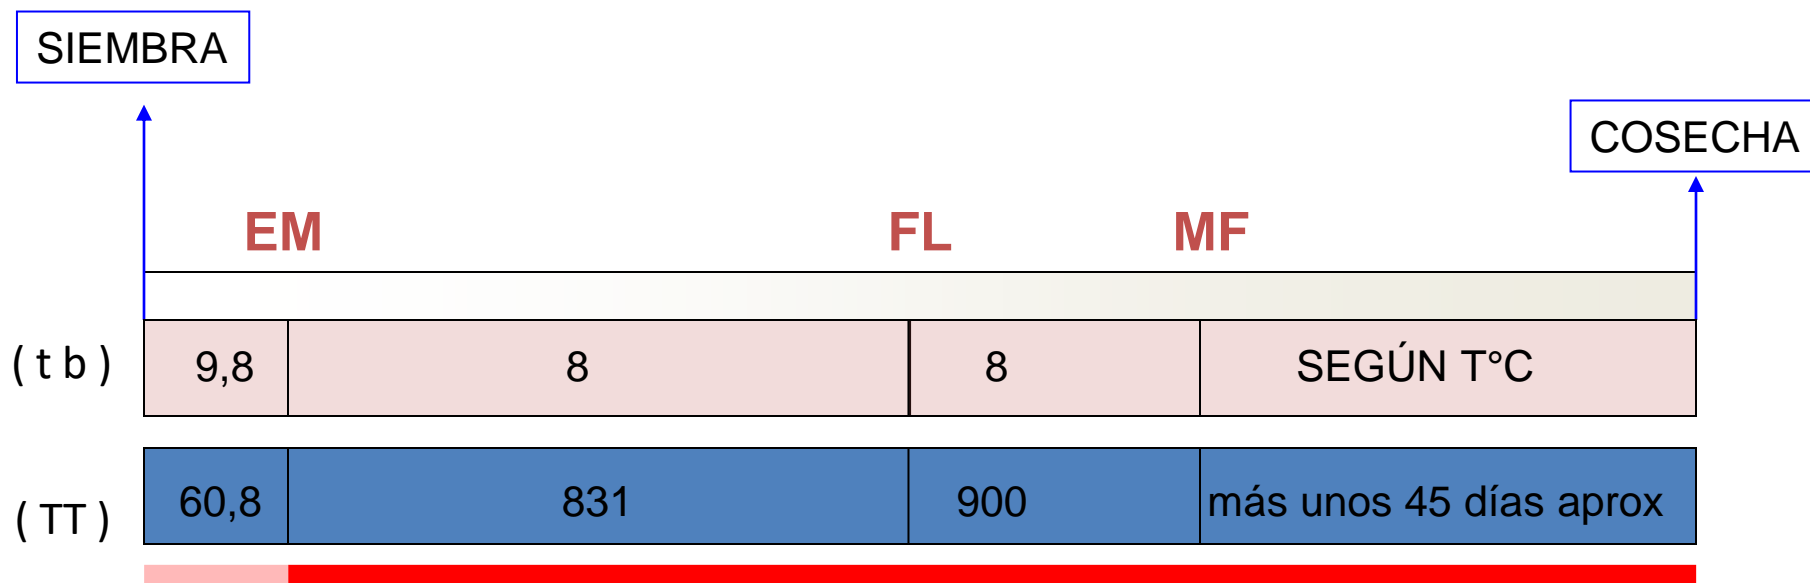 SIEMBRA
COSECHA
EM FL MF
( t b ) 9,8 8 8 SEGÚN T°C
( TT ) 60,8 831 900 más unos 45 días aprox